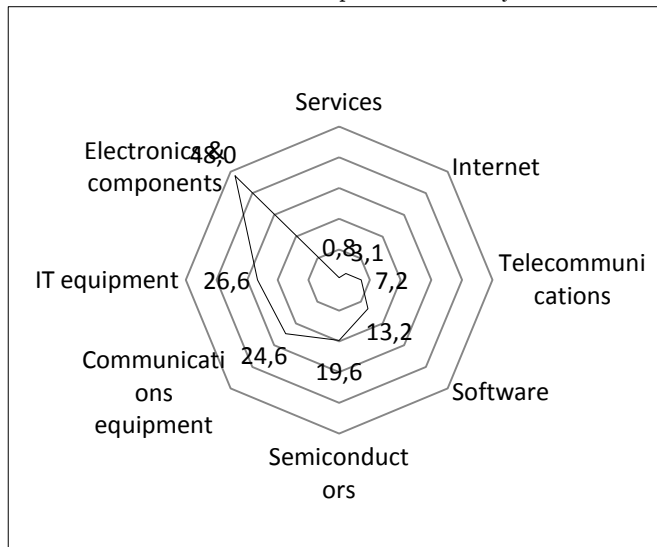 Services
Electronics &
components
48,0
Internet
0,8
3,1
IT equipment
26,6
7,2
Telecommuni
cations
13,2
24,6
19,6
Communicati
ons
equipment
Software
Semiconduct
ors